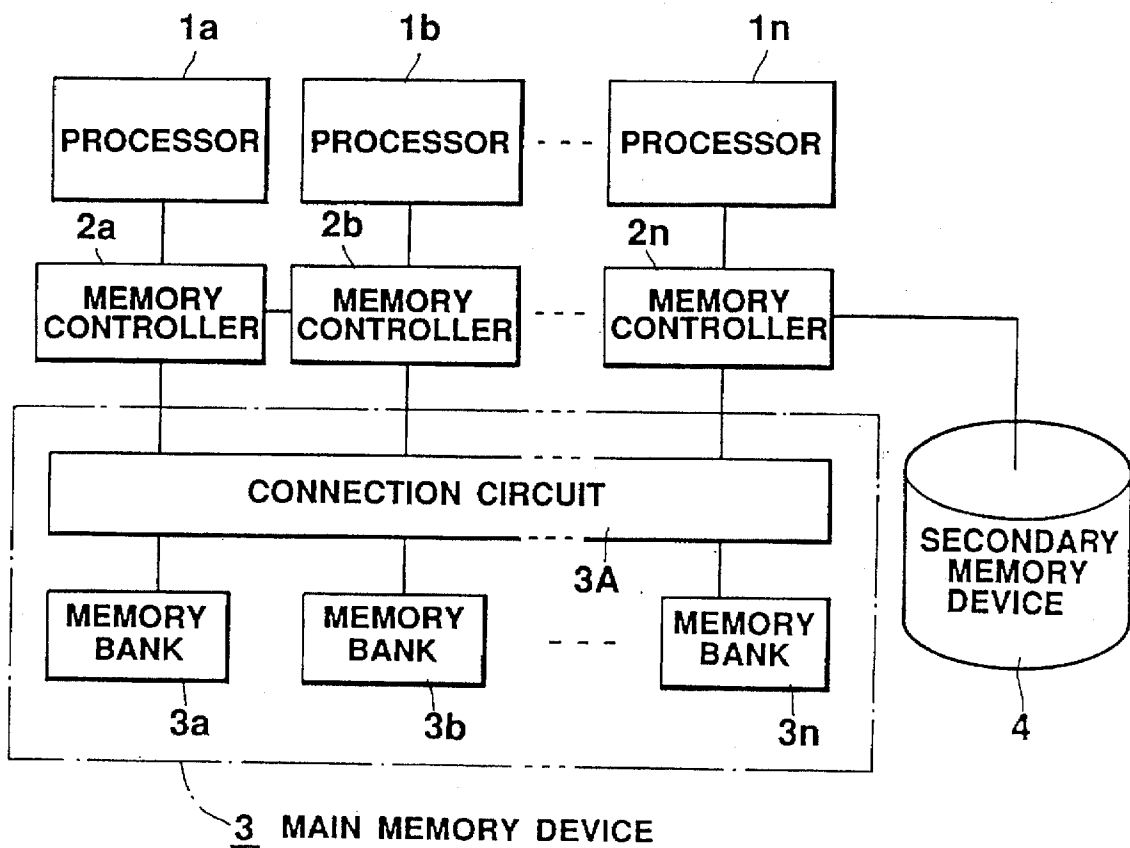 1a 1b 1n
PROCESSOR PROCESSOR PROCESSOR
2a 2b 2n
MEMORY CONTROLLER
MEMORY CONTROLLER
MEMORY CONTROLLER
CONNECTION CIRCUIT
3A
MEMORY BANK
MEMORY BANK
MEMORY BANK
3a 3b 3n
SECONDARY
MEMORY
DEVICE
4
3 MAIN MEMORY DEVICE